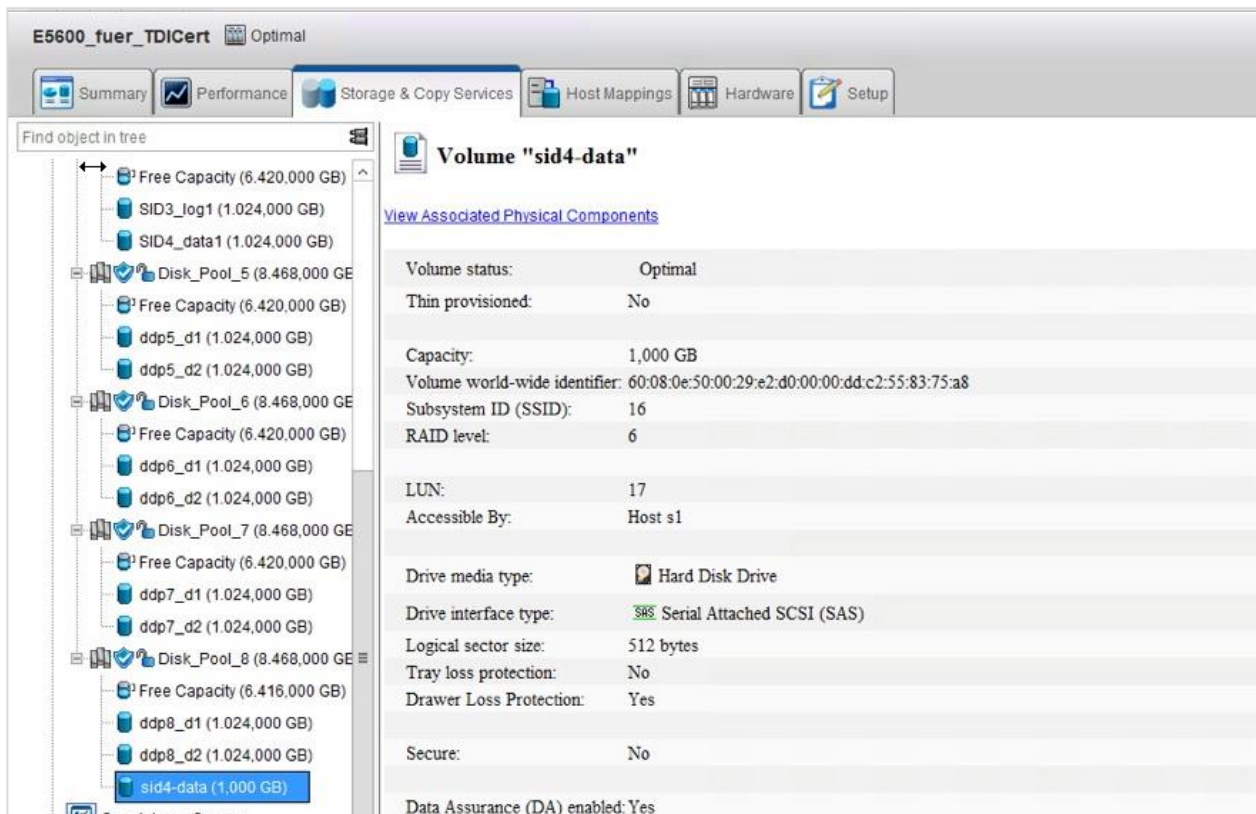 E5600_fuer_TDICert Optimal
Summary Performance Storage & Copy Services Host Mappings Hardware Setup
Find object in tree
Free Capacity (6.420,000 GB)
SID3_log1 (1.024,000 GB)
SID4_data1 (1.024,000 GB)
Disk_Pool_5 (8.468,000 GE
Free Capacity (6.420,000 GB)
ddp5_d1 (1.024,000 GB)
ddp5_d2 (1.024,000 GB)
Disk_Pool_6 (8.468,000 GE
Free Capacity (6.420,000 GB)
ddp6_d1 (1.024,000 GB)
ddp6_d2 (1.024,000 GB)
Disk_Pool_7 (8.468,000 GE
Free Capacity (6.420,000 GB)
ddp7_d1 (1.024,000 GB)
ddp7_d2 (1.024,000 GB)
Disk_Pool_8 (8.468,000 GE
Free Capacity (6.416,000 GB)
ddp8_d1 (1.024,000 GB)
ddp8_d2 (1.024,000 GB)
sid4-data (1,000 GB)
Volume "sid4-data"
View Associated Physical Components
Volume status: Optimal
Thin provisioned: No
Capacity: 1,000 GB
Volume world-wide identifier: 60:08:0e:50:00:29:e2:d0:00:00:dd:c2:55:83:75:a8
Subsystem ID (SSID): 16
RAID level: 6
LUN: 17
Accessible By: Host s1
Drive media type: Hard Disk Drive
Drive interface type: SAS Serial Attached SCSI (SAS)
Logical sector size: 512 bytes
Tray loss protection: No
Drawer Loss Protection: Yes
Secure: No
Data Assurance (DA) enabled: Yes